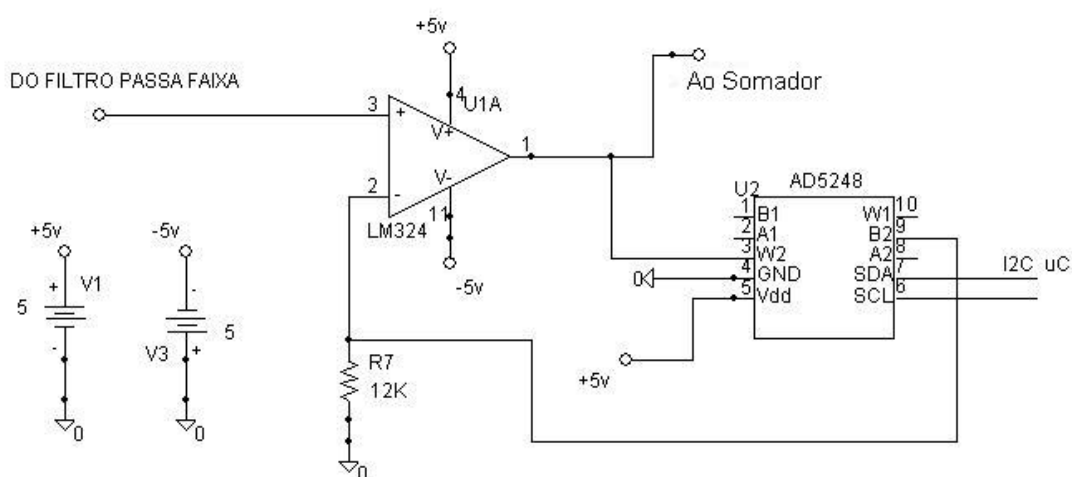 +5v
DO FILTRO PASSA FAIXA
Ao Somador
3
+
4
U1A
V+
1
V-
2
-
11
LM324
-5v
+5v
-5v
+
V1
5
-
-
5
V3
+
0
0
R7
12K
0
U2
AD5248
1
B1
W1
10
2
A1
B2
9
3
W2
A2
8
0
4
GND
SDA
7
I2C uC
5
Vdd
SCL
6
+5v